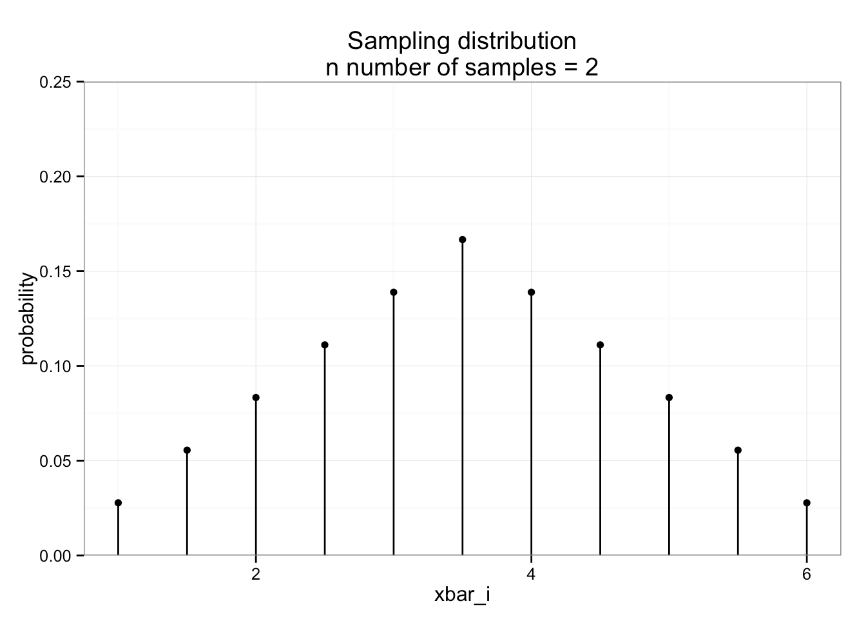 Sampling distribution
n number of samples = 2
0.25
0.20
0.15
0.10
0.05
0.00
probability
2 4 6
xbar_i